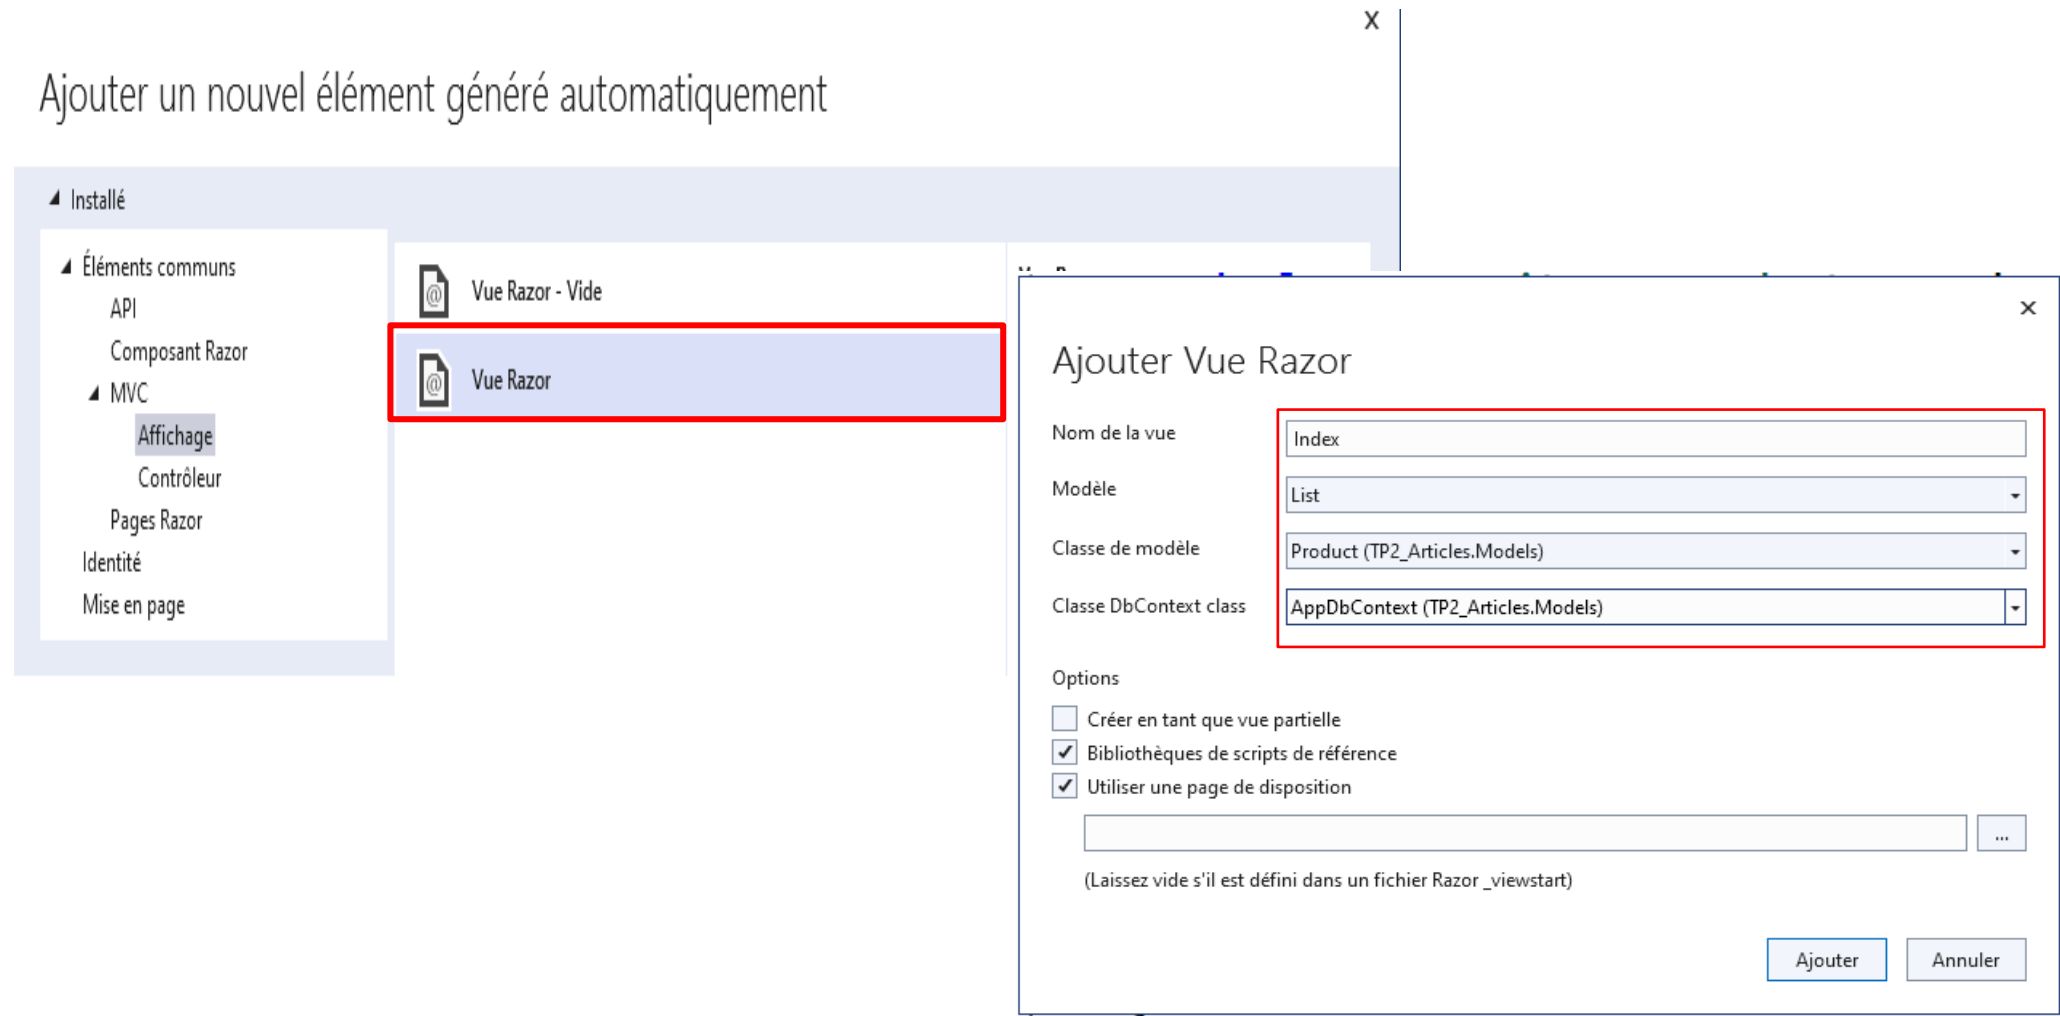 X
Ajouter un nouvel élément généré automatiquement
Installé
Éléments communs
API
Composant Razor
MVC
Affichage
Contrôleur
Pages Razor
Identité
Mise en page
Vue Razor - Vide
Vue Razor
Ajouter Vue Razor
Nom de la vue
Index
Modèle
List
Classe de modèle
Product (TP2_Articles.Models)
Classe DbContext class
AppDbContext (TP2_Articles.Models)
Options
Créer en tant que vue partielle
Bibliothèques de scripts de référence
Utiliser une page de disposition
...
(Laissez vide s'il est défini dans un fichier Razor _viewstart)
Ajouter
Annuler